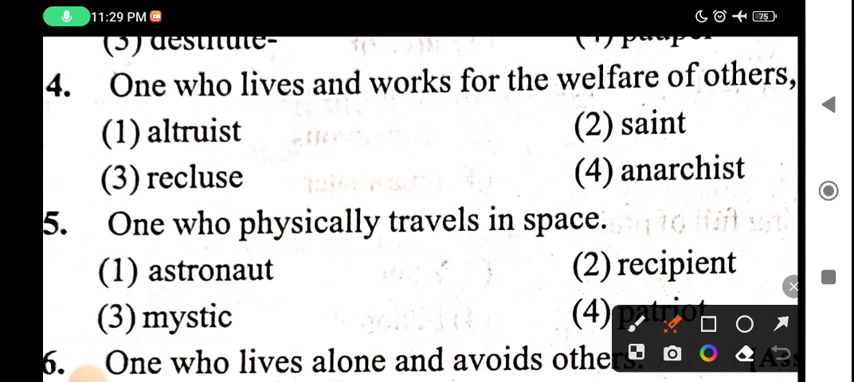 11:29 PM
75
(3) destitute-
4. One who lives and works for the welfare of others,
(1) altruist (2) saint
(3) recluse (4) anarchist
5. One who physically travels in space.
(1) astronaut (2) recipient
(3) mystic (4) patriot
6. One who lives alone and avoids others.